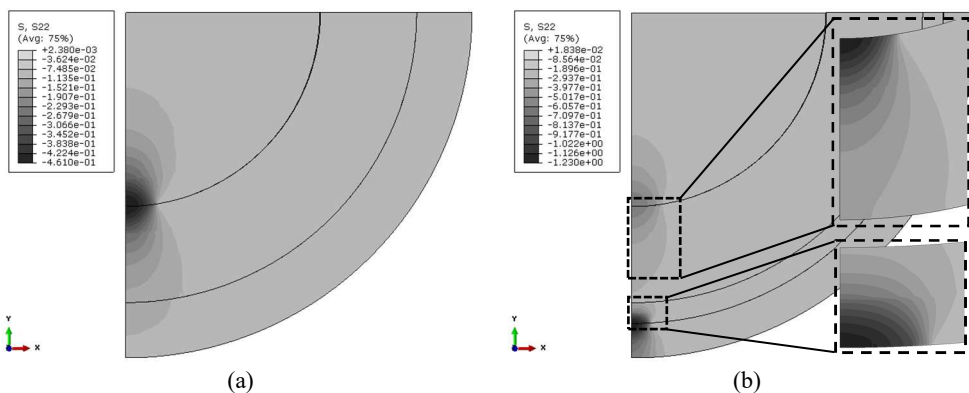 S, S22
(Avg: 75%)
+2.380e-03
-3.624e-02
-7.485e-02
-1.135e-01
-1.521e-01
-1.907e-01
-2.293e-01
-2.679e-01
-3.066e-01
-3.452e-01
-3.838e-01
-4.224e-01
-4.610e-01
Y
X
(a)
S, S22
(Avg: 75%)
+1.838e-02
-8.564e-02
-1.896e-01
-2.937e-01
-3.977e-01
-5.017e-01
-6.057e-01
-7.097e-01
-8.137e-01
-9.177e-01
-1.022e+00
-1.126e+00
-1.230e+00
Y
X
(b)